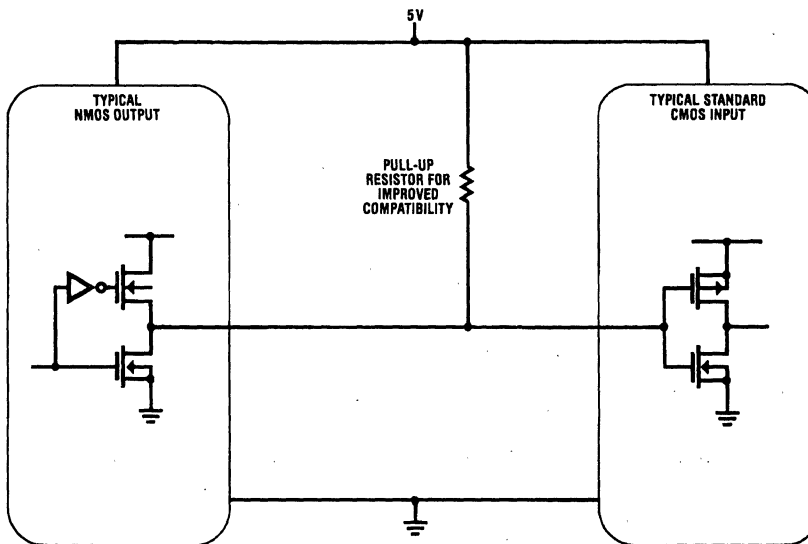 5V
TYPICAL
NMOS OUTPUT
TYPICAL STANDARD
CMOS INPUT
PULL-UP
RESISTOR FOR
IMPROVED
COMPATIBILITY